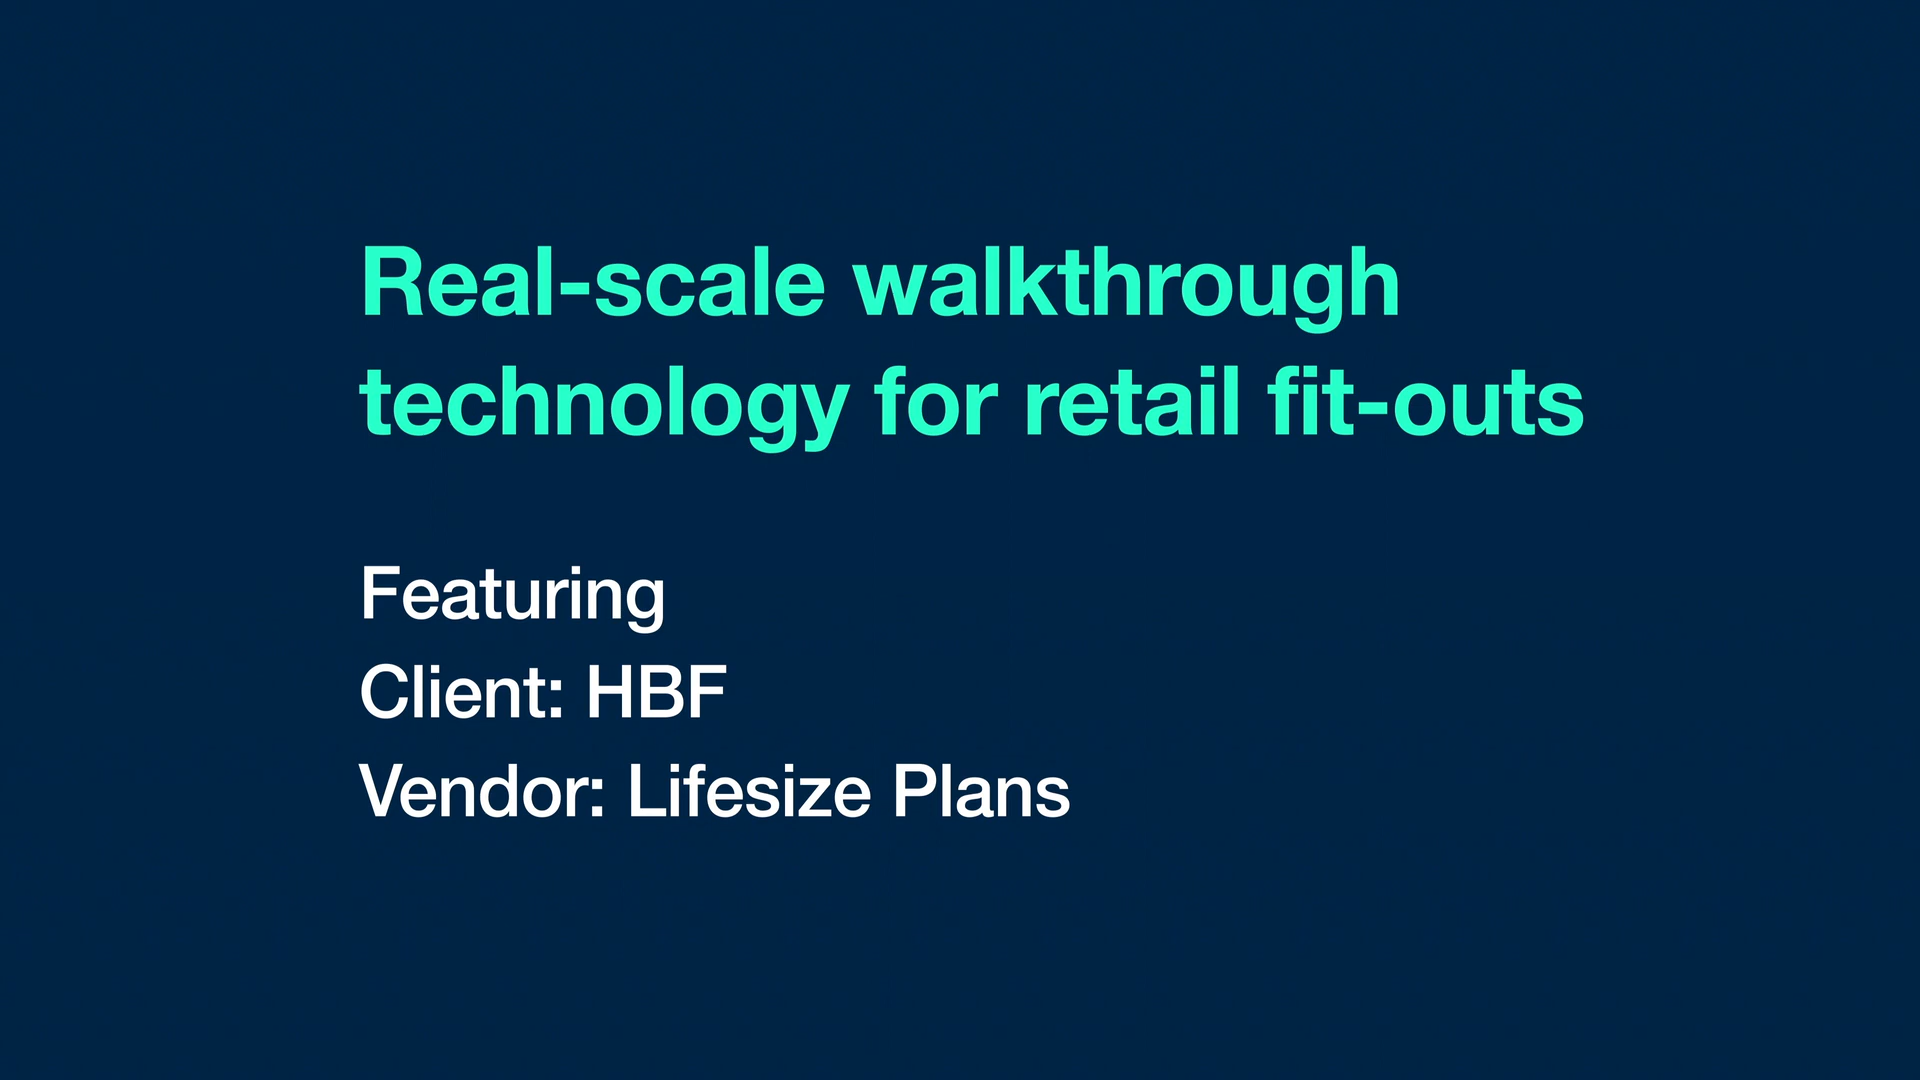 Real-scale walkthrough
technology for retail fit-outs
Featuring
Client: HBF
Vendor: Lifesize Plans